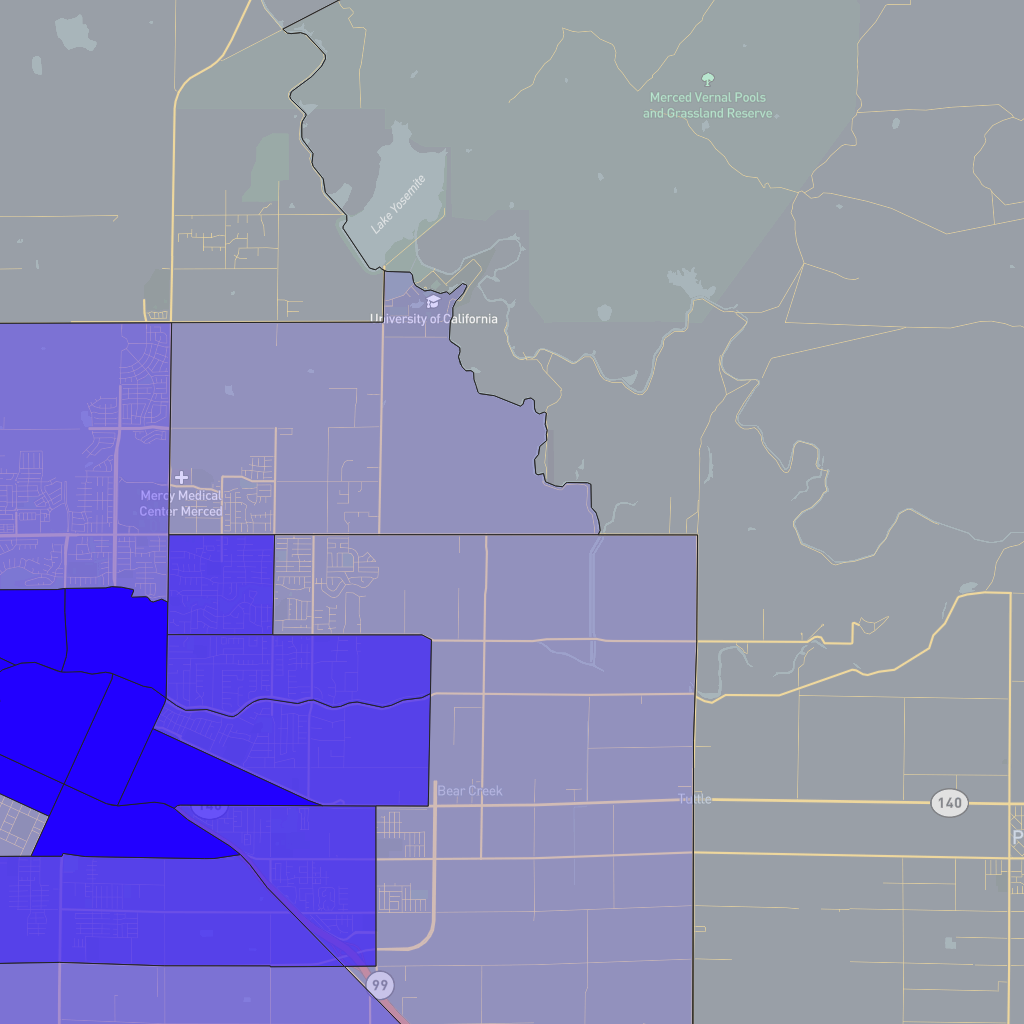 Merced Vernal Pools
and Grassland Reserve
Lake Yosemite
University of California
Mercy Medical
Center Merced
Bear Creek
Tuttle
140
140
99
P